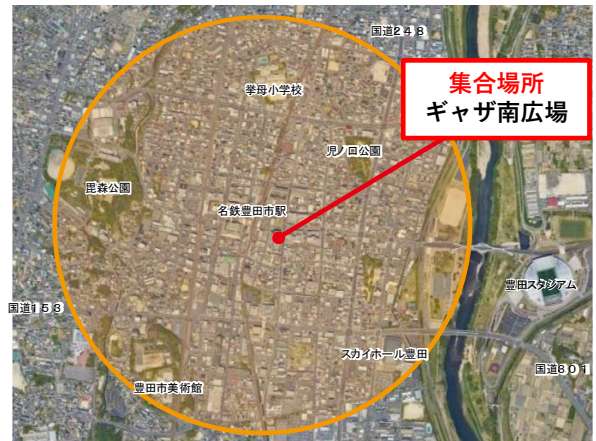 国道248
集合場所
ギャザ南広場
挙母小学校
児ノ口公園
毘森公園
名鉄豊田市駅
豊田スタジアム
国道153
スカイホール豊田
国道301
豊田市美術館